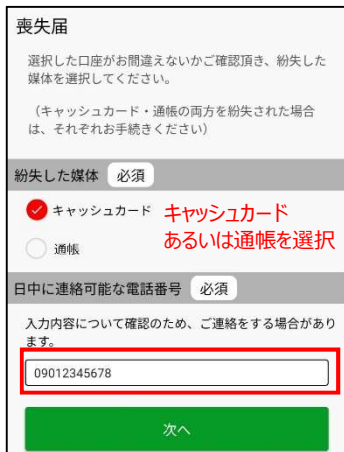 喪失届
選択した口座がお間違えないかご確認頂き、紛失した
媒体を選択してください。
（キャッシュカード・通帳の両方を紛失された場合
は、それぞれお手続きください）
紛失した媒体 必須
キャッシュカード キャッシュカード
通帳 あるいは通帳を選択
日中に連絡可能な電話番号 必須
入力内容について確認のため、ご連絡をする場合があり
ます。
09012345678
次へ